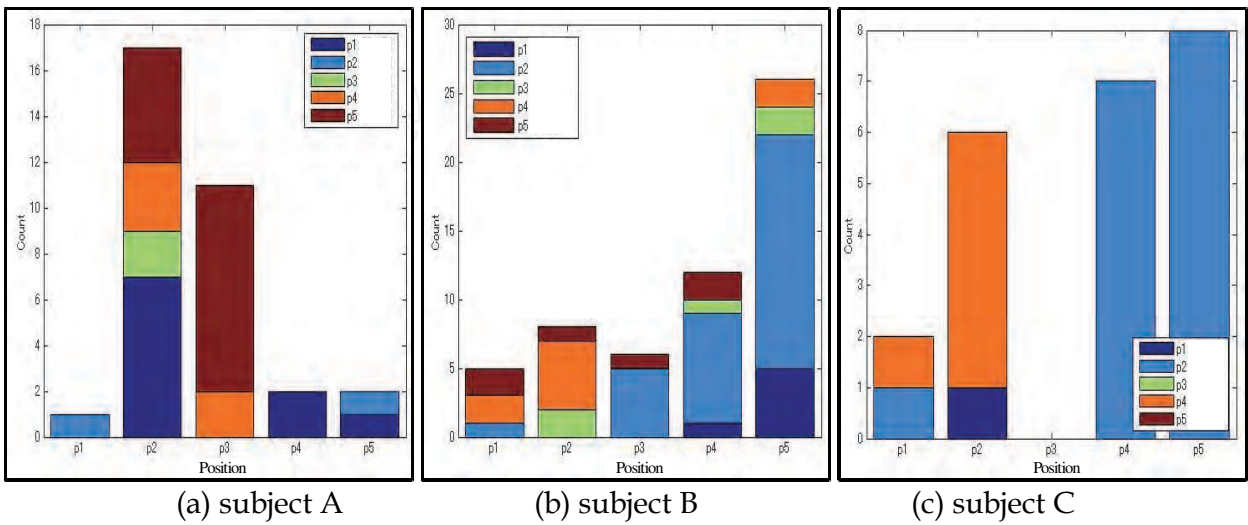 18
16
14
12
10
8
6
4
2
0
Count
p1
p2
p3
p4
p5
p1 p2 p3 p4 p5
Position
(a) subject A
30
25
20
15
10
5
0
Count
p1
p2
p3
p4
p5
p1 p2 p3 p4 p5
Position
(b) subject B
8
7
6
5
4
3
2
1
0
Count
p1
p2
p3
p4
p5
p1 p2 p3 p4 p5
Position
(c) subject C